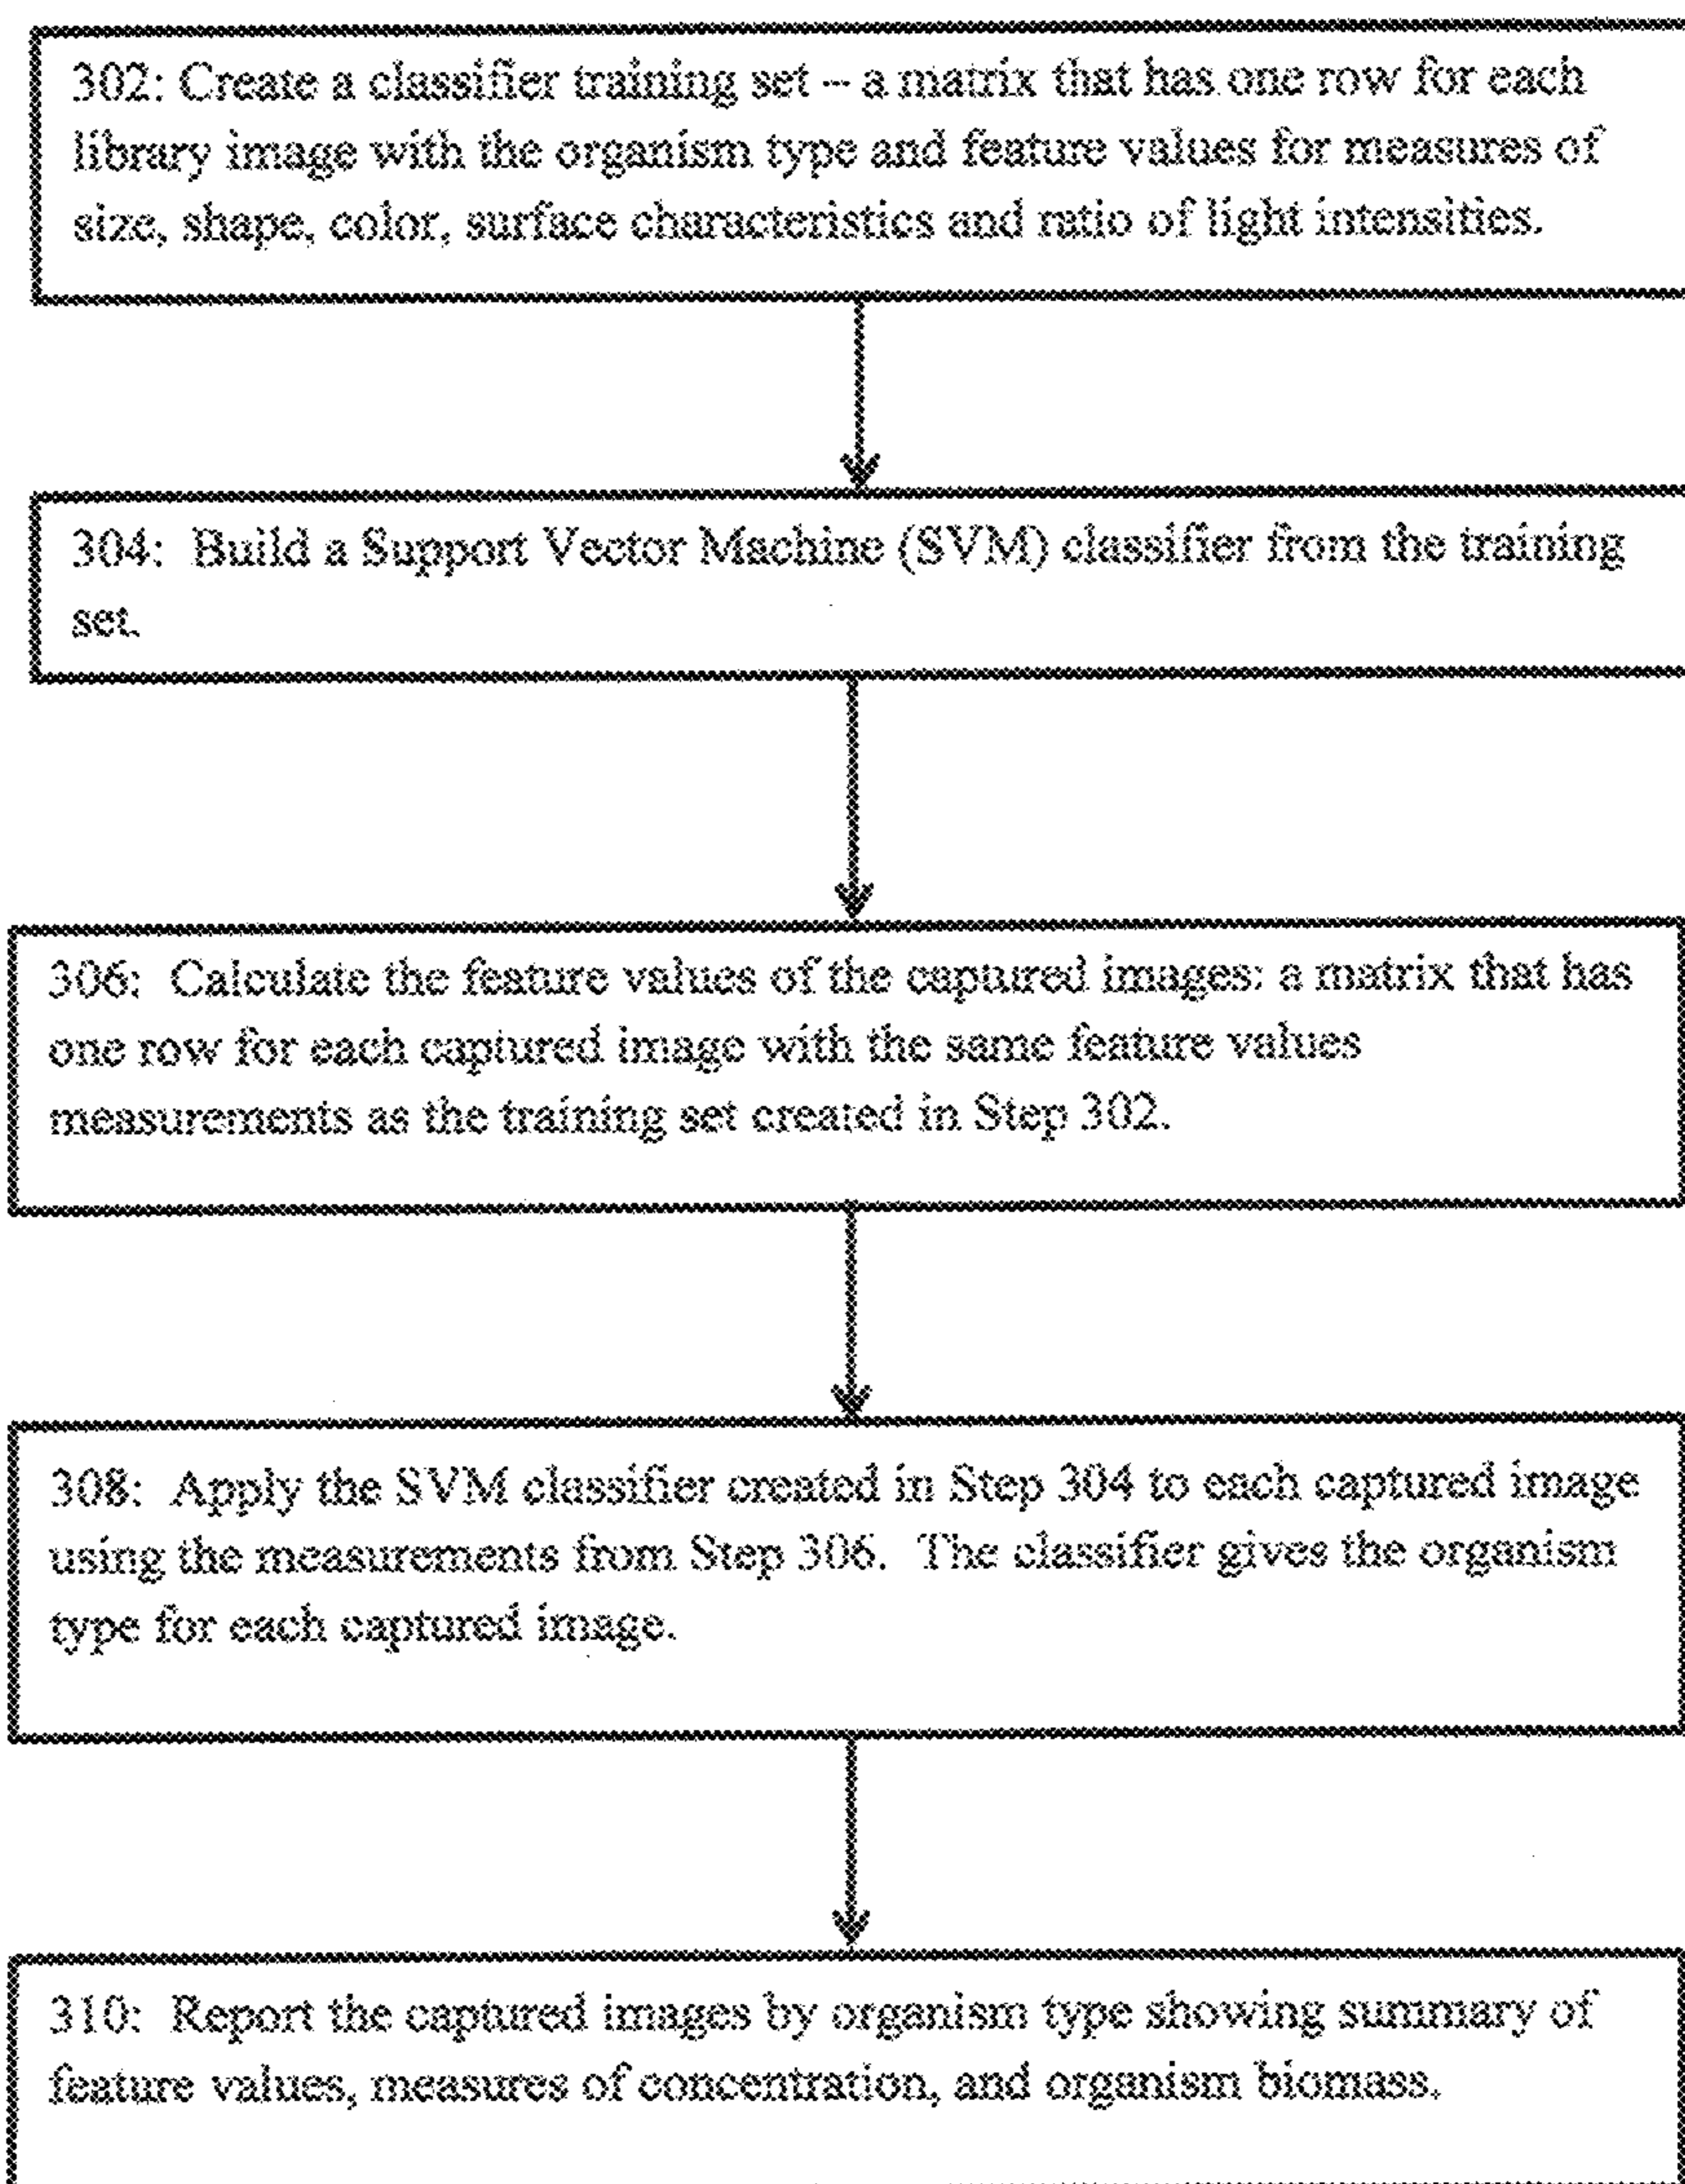 302: Create a classifier training set – a matrix that has one row for each
library image with the organism type and feature values for measures of
size, shape, color, surface characteristics and ratio of light intensities.
304: Build a Support Vector Machine (SVM) classifier from the training
set.
306: Calculate the feature values of the captured images: a matrix that has
one row for each captured image with the same feature values
measurements as the training set created in Step 302.
308: Apply the SVM classifier created in Step 304 to each captured image
using the measurements from Step 306. The classifier gives the organism
type for each captured image.
310: Report the captured images by organism type showing summary of
feature values, measures of concentration, and organism biomass.